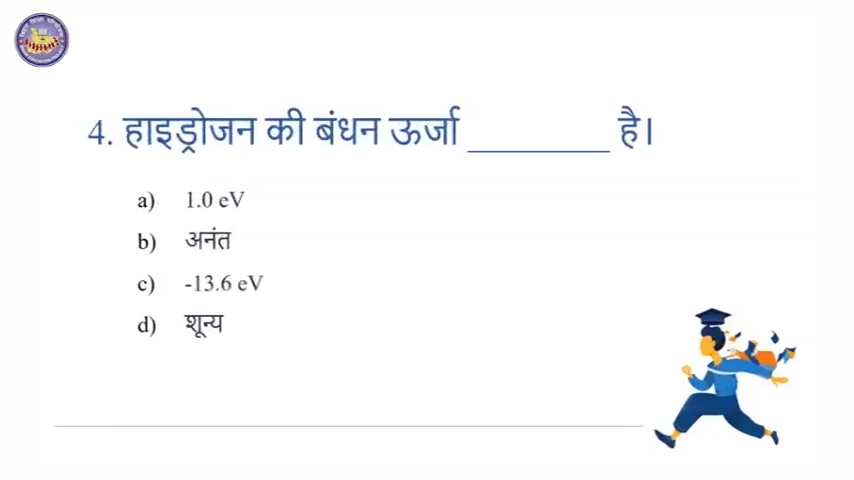 4. हाइड्रोजन की बंधन ऊर्जा ________ है।
a) 1.0 eV
b) अनंत
c) -13.6 eV
d) शून्य